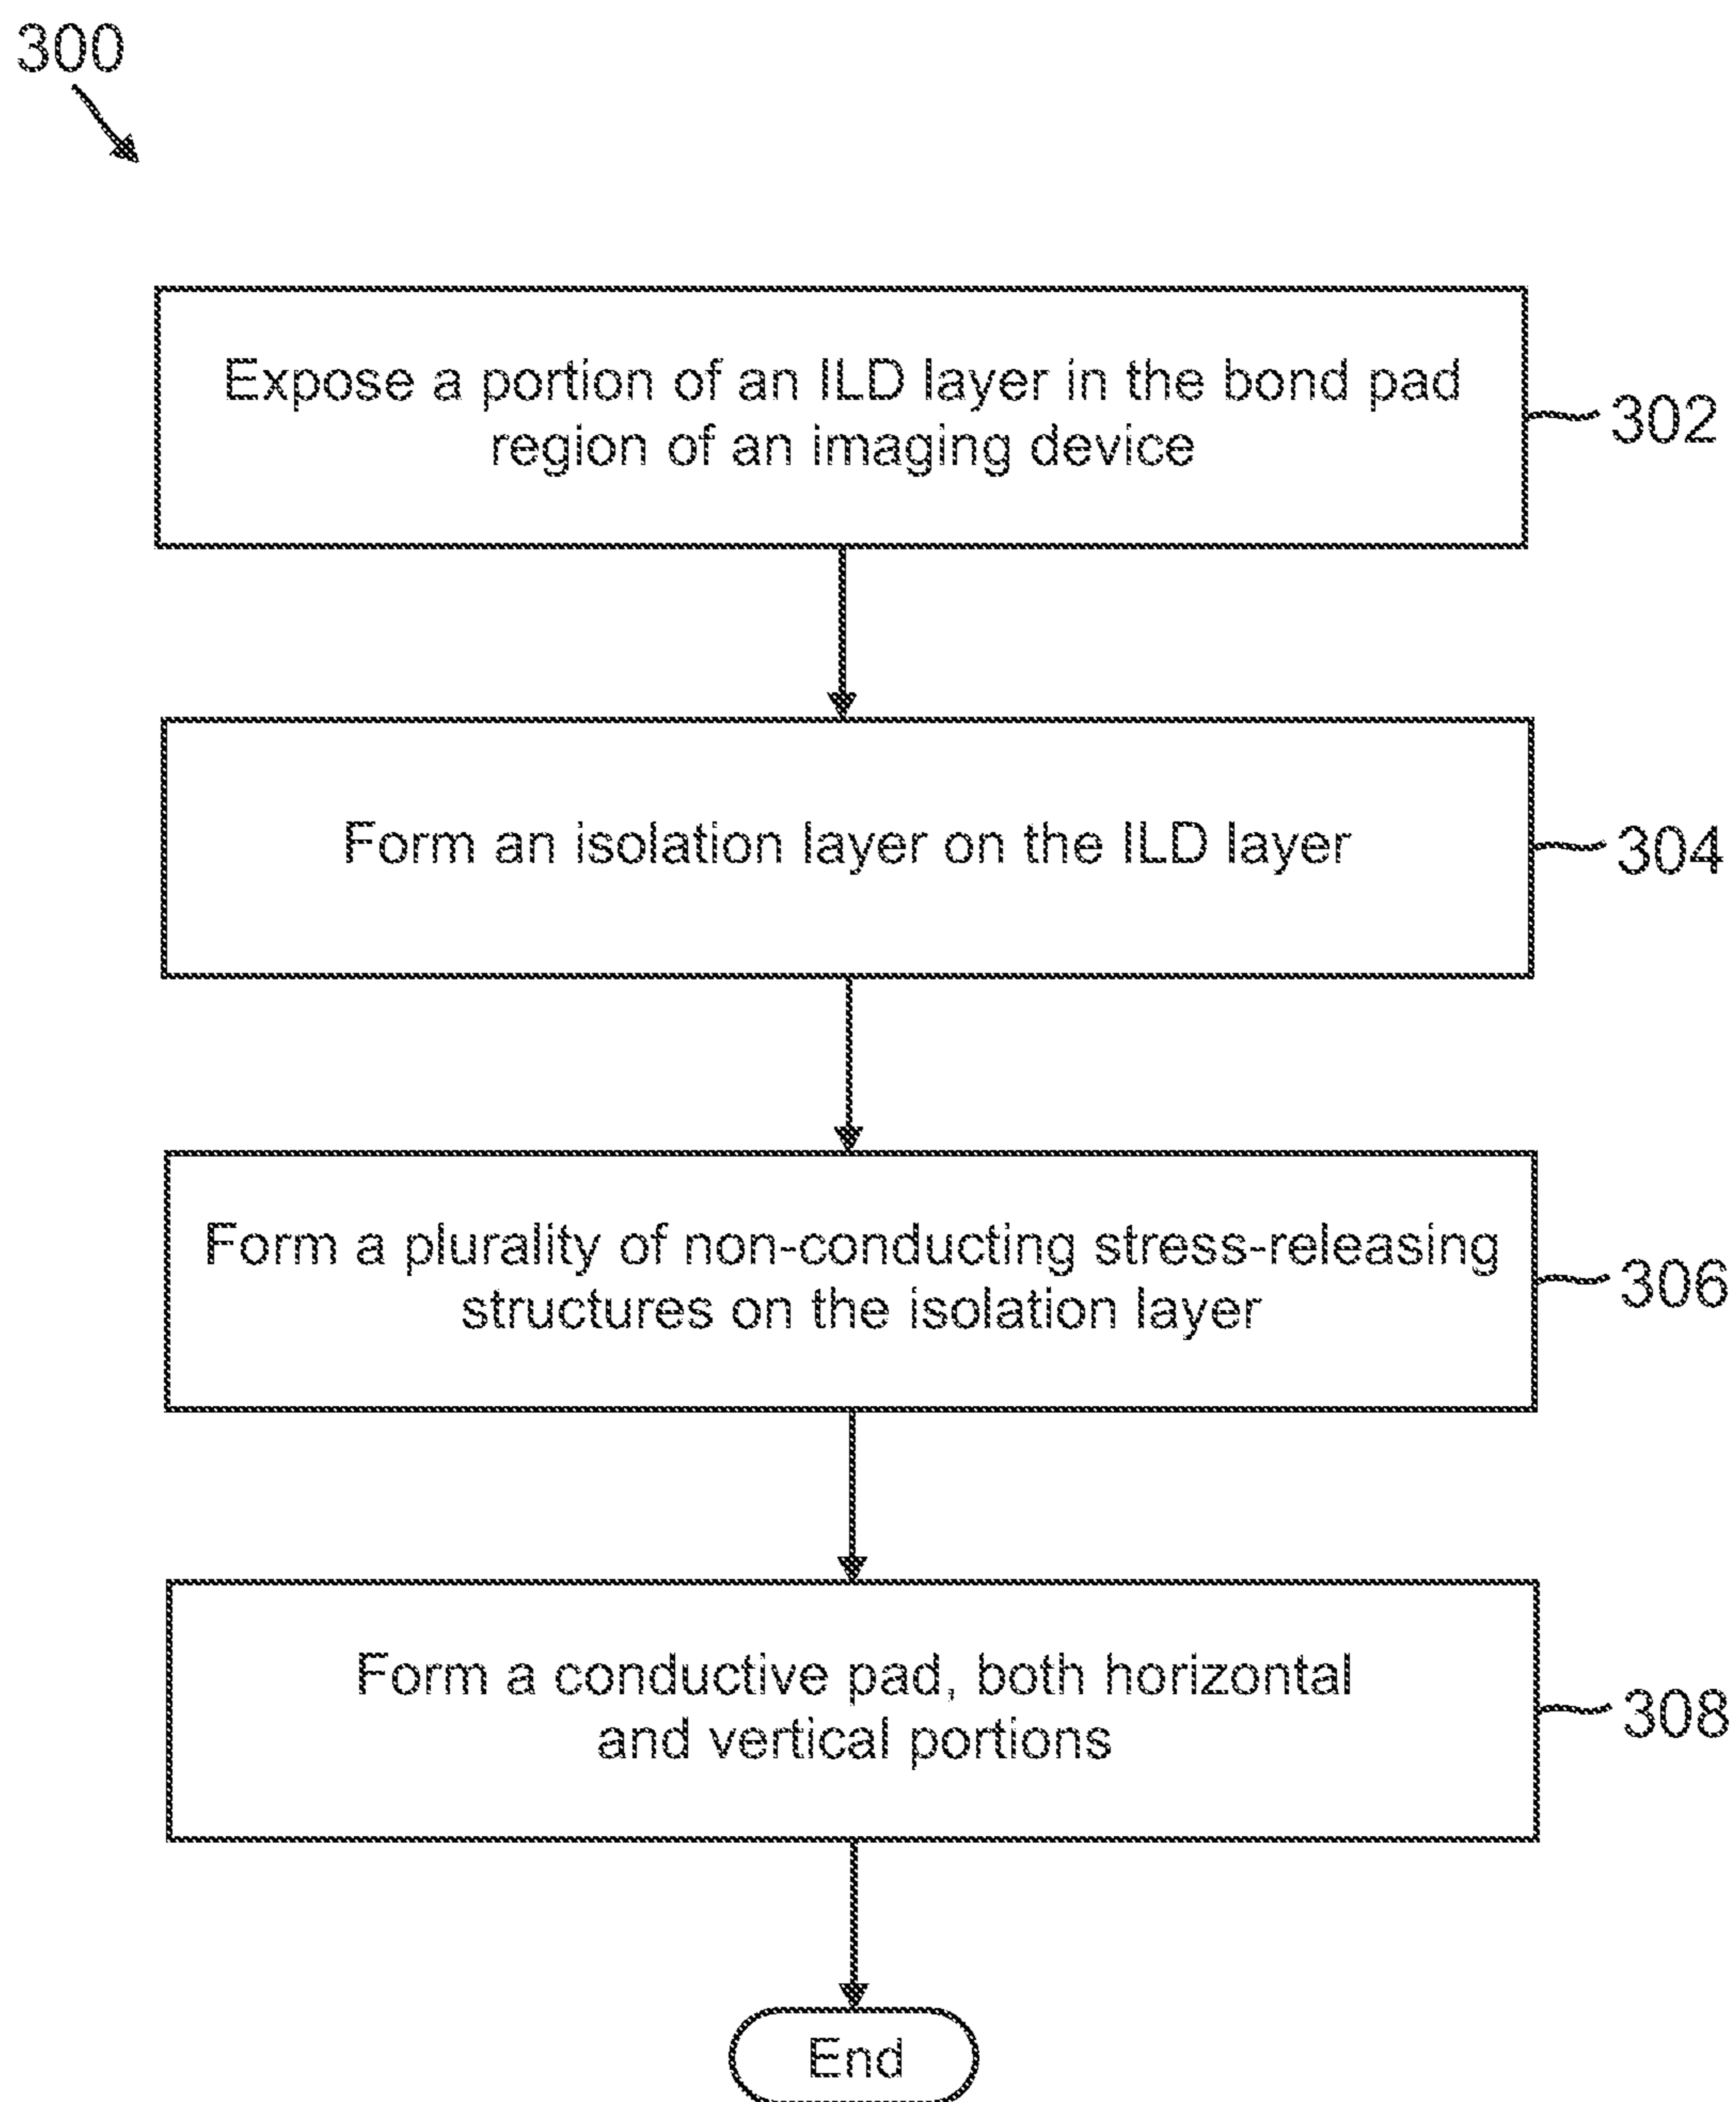 300
Expose a portion of an ILD layer in the bond pad
region of an imaging device
302
Form an isolation layer on the ILD layer
304
Form a plurality of non-conducting stress-releasing
structures on the isolation layer
306
Form a conductive pad, both horizontal
and vertical portions
308
End